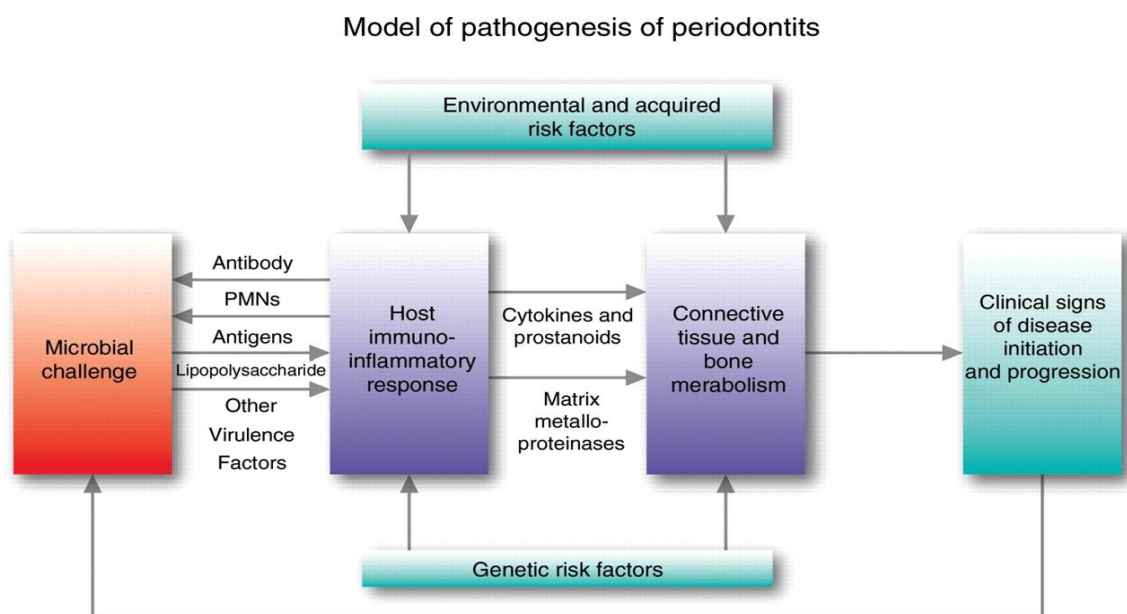 Model of pathogenesis of periodontits
Environmental and acquired
risk factors
Microbial
challenge
Antibody
PMNs
Antigens
Lipopolysaccharide
Other
Virulence
Factors
Host
immuno-
inflammatory
response
Cytokines and
prostanoids
Matrix
metallo-
proteinases
Connective
tissue and
bone
merabolism
Clinical signs
of disease
initiation
and progression
Genetic risk factors